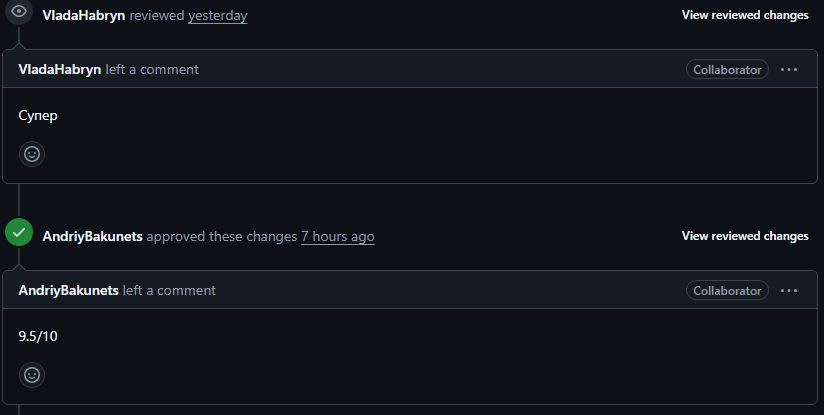 VladaHabryn reviewed yesterday View reviewed changes
VladaHabryn left a comment Collaborator ...
Супер
AndriyBakunets approved these changes 7 hours ago View reviewed changes
AndriyBakunets left a comment Collaborator ...
9.5/10